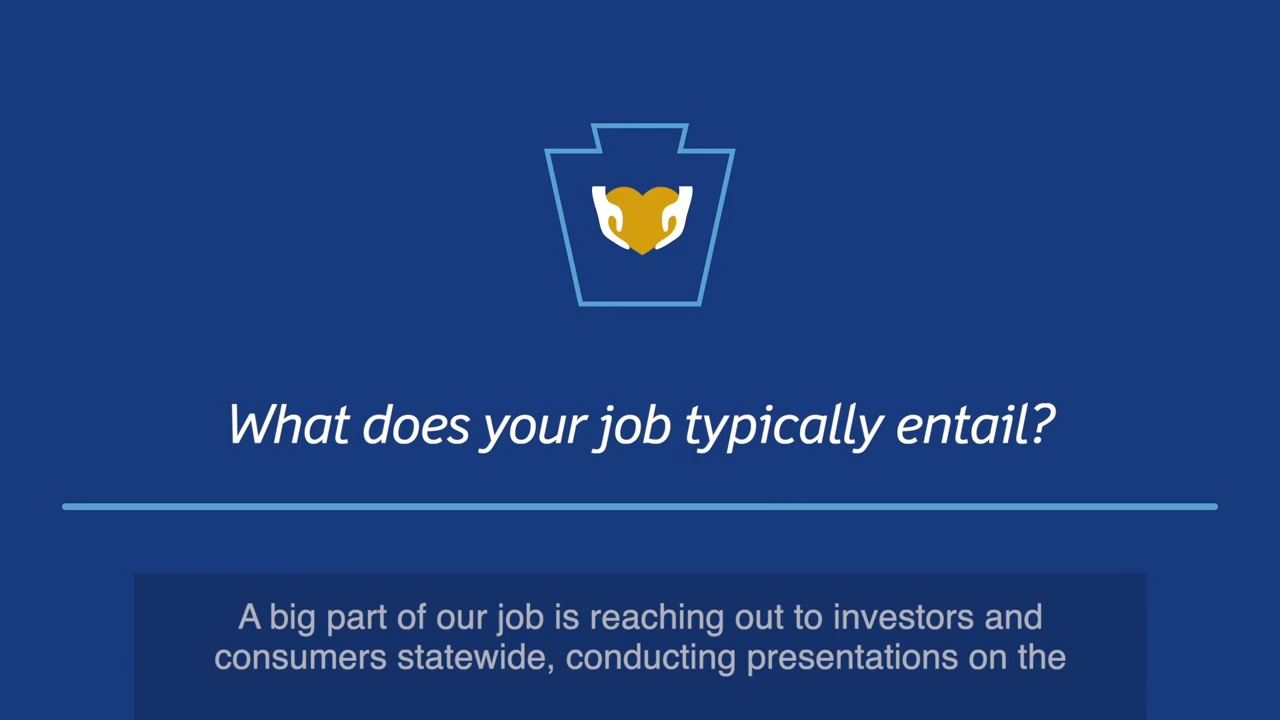 What does your job typically entail?
A big part of our job is reaching out to investors and
consumers statewide, conducting presentations on the